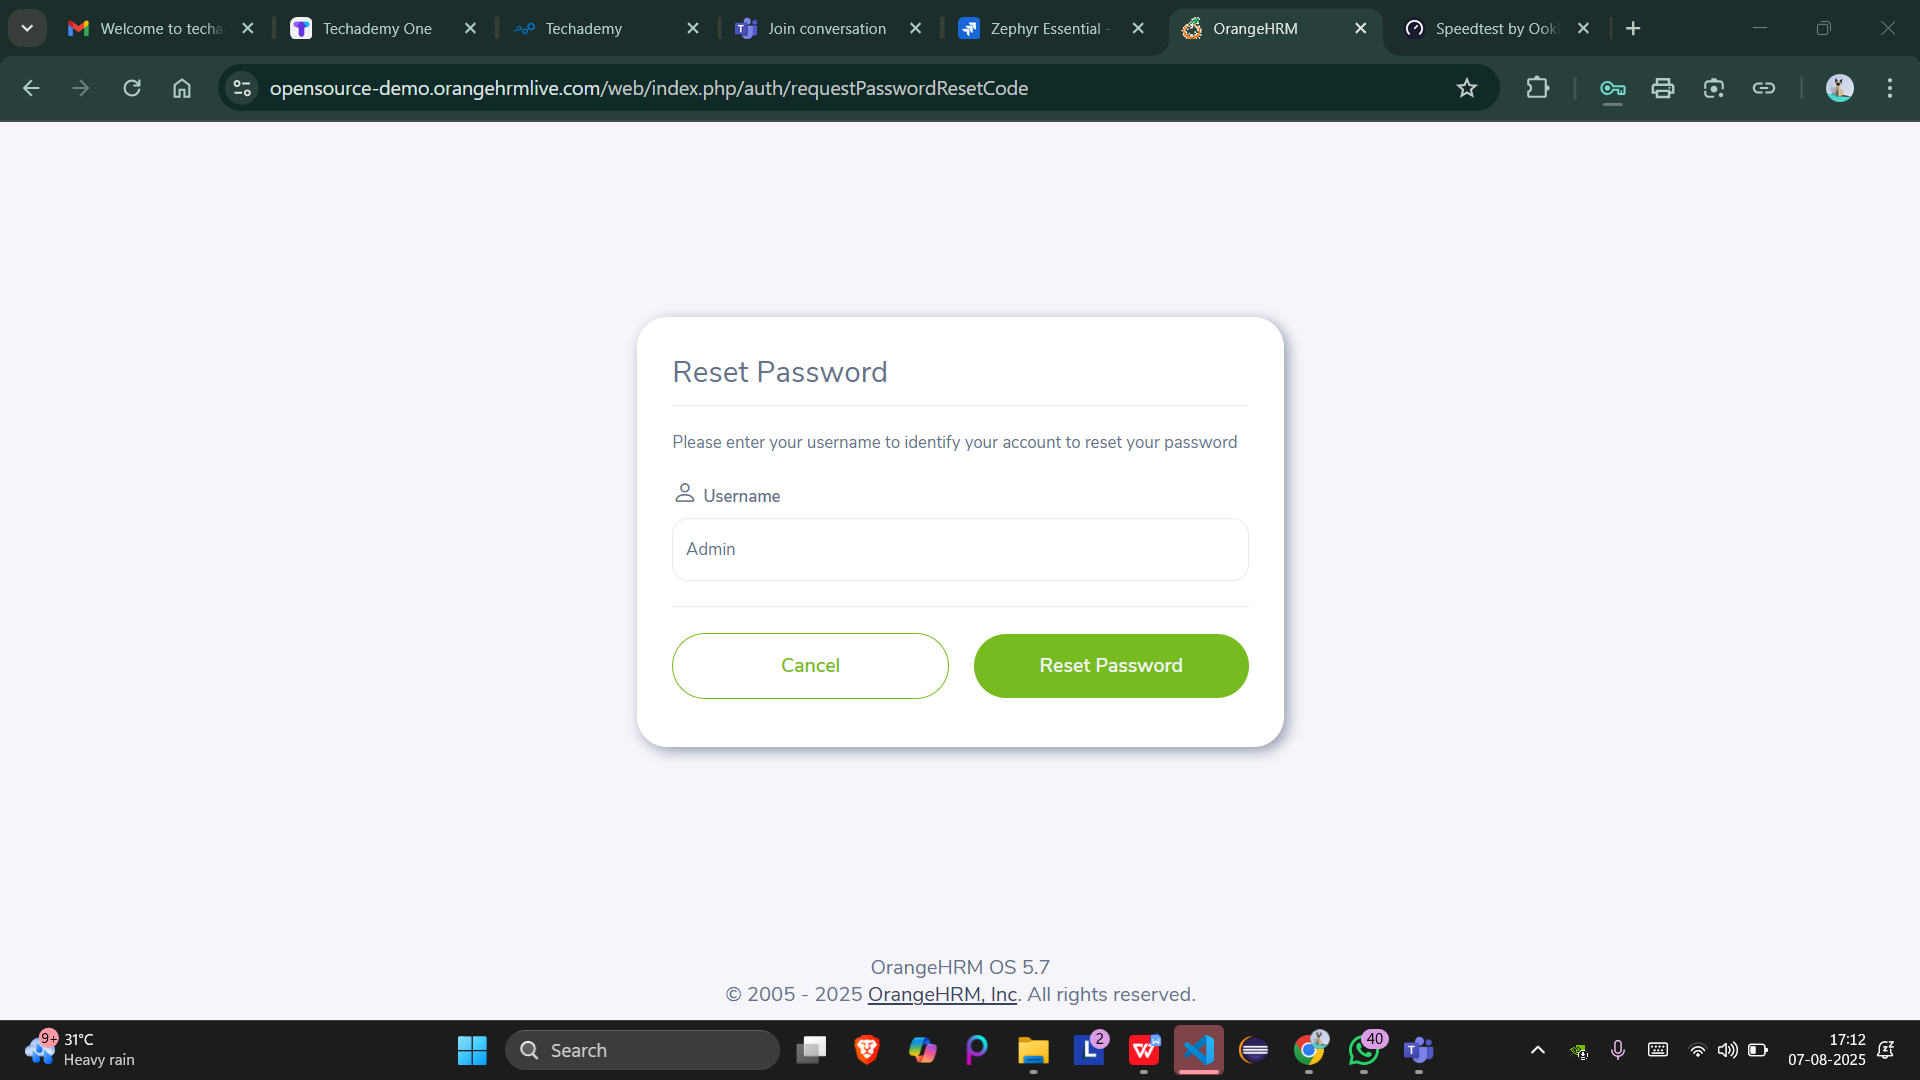 Welcome to techa
Techademy One
Techademy
Join conversation
Zephyr Essential -
OrangeHRM
Speedtest by Ookl
opensource-demo.orangehrmlive.com/web/index.php/auth/requestPasswordResetCode
Reset Password
Please enter your username to identify your account to reset your password
Username
Admin
Cancel
Reset Password
OrangeHRM OS 5.7
© 2005 - 2025 OrangeHRM, Inc. All rights reserved.
9+
31°C
Heavy rain
Search
2
40
17:12
07-08-2025